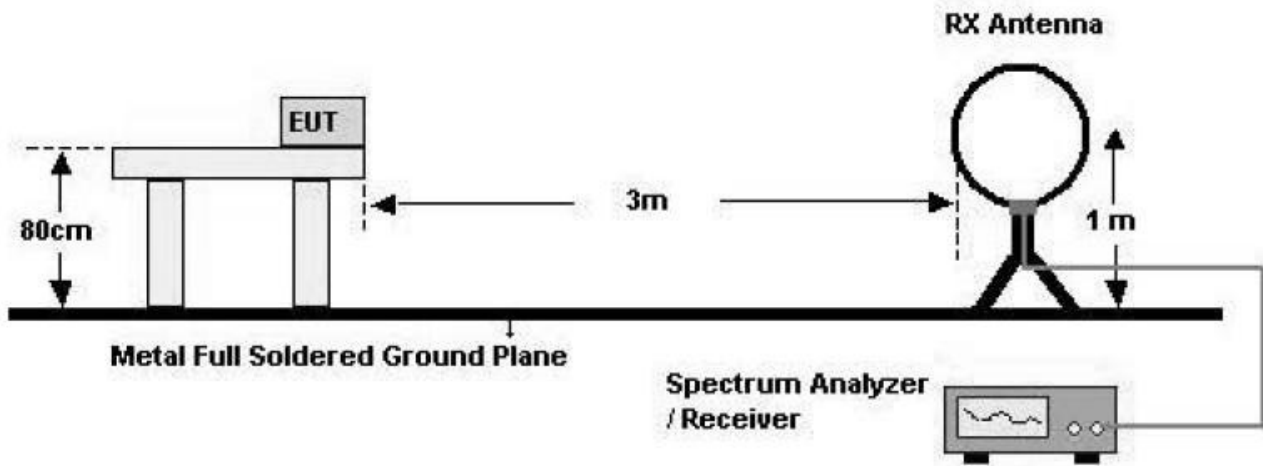 RX Antenna
EUT
3m
80cm
1 m
Metal Full Soldered Ground Plane
Spectrum Analyzer
/ Receiver